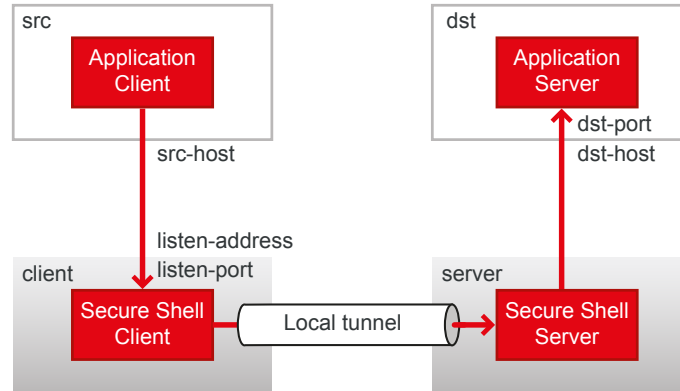 src
Application
Client
src-host
listen-address
listen-port
client
Secure Shell
Client
Local tunnel
dst
Application
Server
dst-port
dst-host
server
Secure Shell
Server